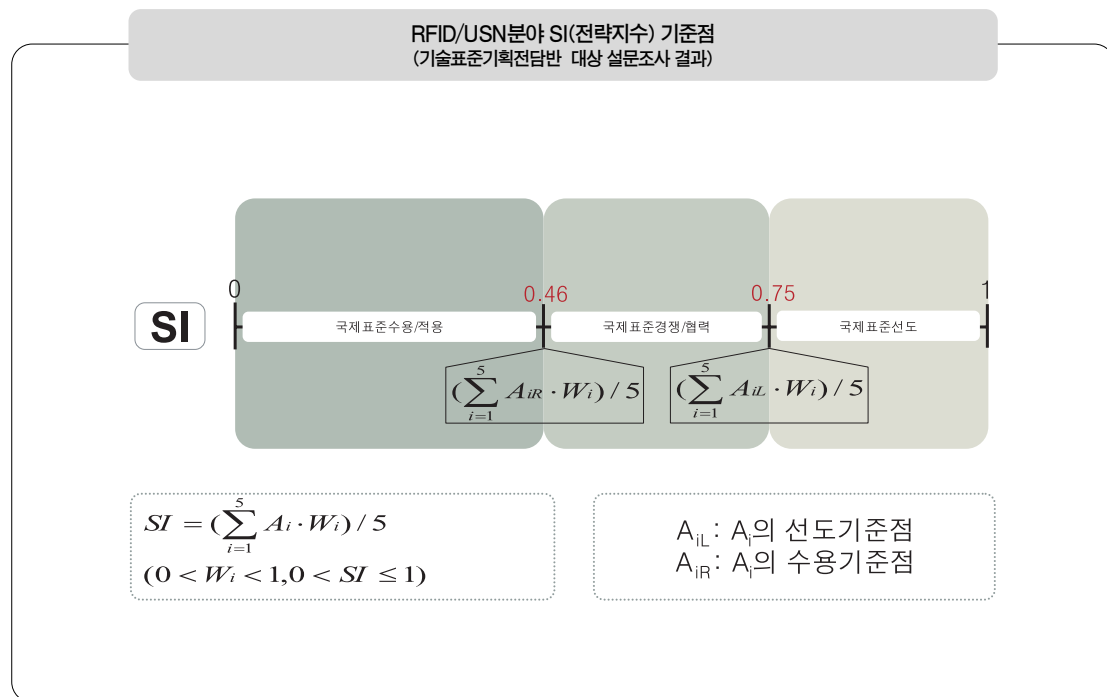 RFID/USN분야 SI(전략지수) 기준점
(기술표준기획전담반 대상 설문조사 결과)
0 0.46 0.75 1
SI 국제표준수용/적용 국제표준경쟁/협력 국제표준선도
(∑_{i=1}^{5} A_{iR} · W_i) / 5 (∑_{i=1}^{5} A_{iL} · W_i) / 5
SI = (∑_{i=1}^{5} A_i · W_i) / 5
(0 < W_i < 1,0 < SI ≤ 1)
A_{iL} : A_i의 선도기준점
A_{iR} : A_i의 수용기준점